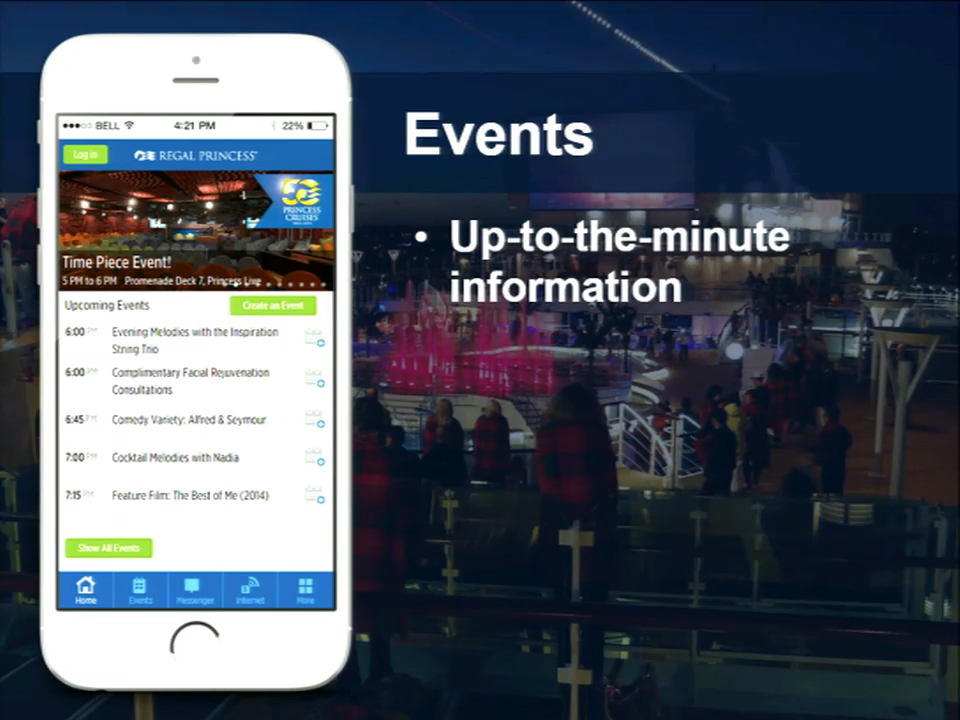 BELL 4:21 PM 22%
Log in REGAL PRINCESS®
50
PRINCESS
CRUISES
Time Piece Event!
5 PM to 6 PM Promenade Deck 7, Princess Live
Upcoming Events Create an Event
6:00 PM Evening Melodies with the Inspiration
String Trio
6:00 PM Complimentary Facial Rejuvenation
Consultations
6:45 PM Comedy Variety: Alfred & Seymour
7:00 PM Cocktail Melodies with Nadia
7:15 PM Feature Film: The Best of Me (2014)
Show All Events
Home Events Messenger Internet More
Events
• Up-to-the-minute
information